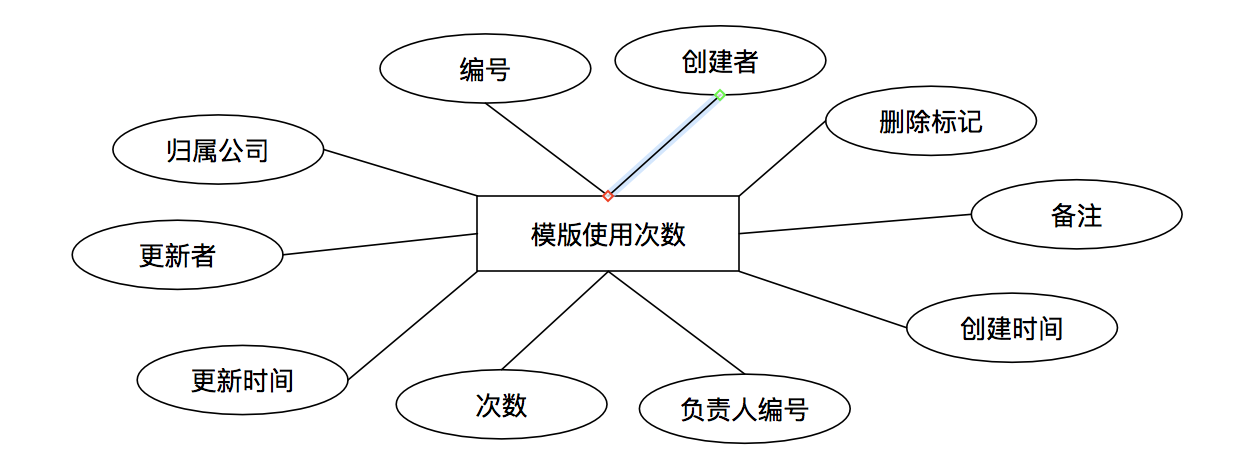 编号
创建者
删除标记
归属公司
备注
模版使用次数
更新者
创建时间
更新时间
次数
负责人编号